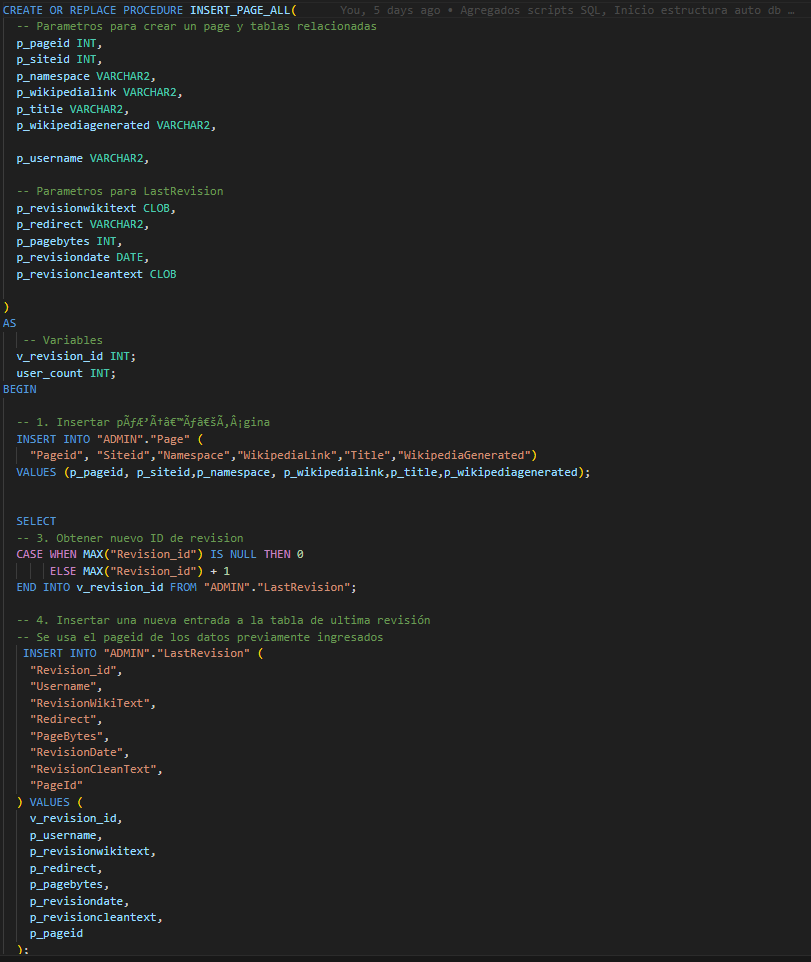 CREATE OR REPLACE PROCEDURE INSERT_PAGE_ALL( You, 5 days ago • Agregados scripts SQL, Inicio estructura auto db …
-- Parametros para crear un page y tablas relacionadas
p_pageid INT,
p_siteid INT,
p_namespace VARCHAR2,
p_wikipedialink VARCHAR2,
p_title VARCHAR2,
p_wikipediagenerated VARCHAR2,
p_username VARCHAR2,
-- Parametros para LastRevision
p_revisionwikitext CLOB,
p_redirect VARCHAR2,
p_pagebytes INT,
p_revisiondate DATE,
p_revisioncleantext CLOB
)
AS
-- Variables
v_revision_id INT;
user_count INT;
BEGIN
-- 1. Insertar pÃƒÆ’Ã†â€™Ãƒâ€šÃ‚Â¡gina
INSERT INTO "ADMIN"."Page" (
"Pageid", "Siteid","Namespace","WikipediaLink","Title","WikipediaGenerated")
VALUES (p_pageid, p_siteid,p_namespace, p_wikipedialink,p_title,p_wikipediagenerated);
SELECT
-- 3. Obtener nuevo ID de revision
CASE WHEN MAX("Revision_id") IS NULL THEN 0
ELSE MAX("Revision_id") + 1
END INTO v_revision_id FROM "ADMIN"."LastRevision";
-- 4. Insertar una nueva entrada a la tabla de ultima revisión
-- Se usa el pageid de los datos previamente ingresados
INSERT INTO "ADMIN"."LastRevision" (
"Revision_id",
"Username",
"RevisionWikiText",
"Redirect",
"PageBytes",
"RevisionDate",
"RevisionCleanText",
"PageId"
) VALUES (
v_revision_id,
p_username,
p_revisionwikitext,
p_redirect,
p_pagebytes,
p_revisiondate,
p_revisioncleantext,
p_pageid
);